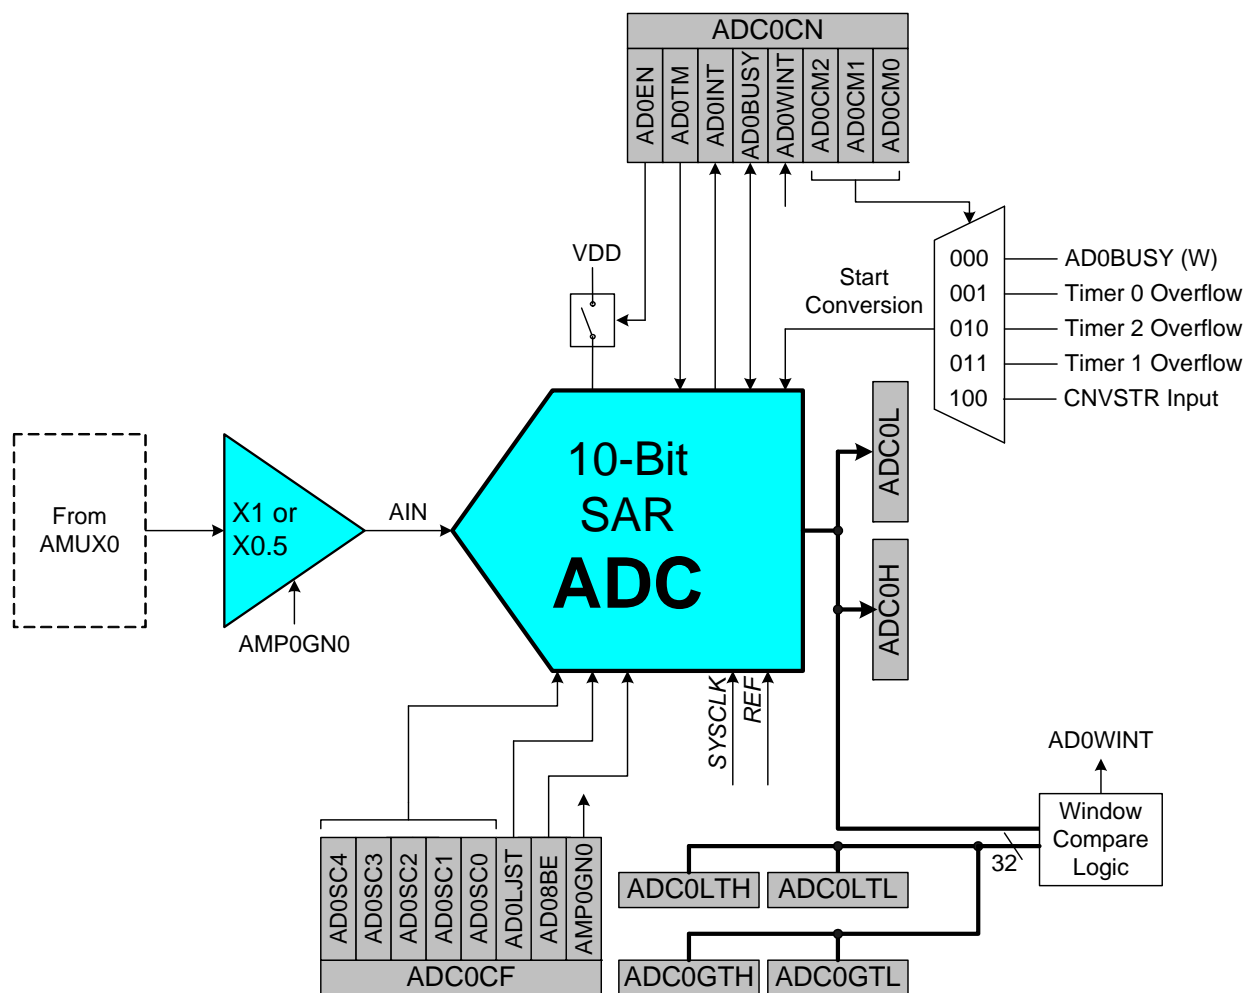 ADC0CN
AD0EN
AD0TM
AD0INT
AD0BUSY
AD0WINT
AD0CM2
AD0CM1
AD0CM0
VDD
Start
Conversion
000
001
010
011
100
AD0BUSY (W)
Timer 0 Overflow
Timer 2 Overflow
Timer 1 Overflow
CNVSTR Input
From
AMUX0
X1 or
X0.5
AIN
AMP0GN0
10-Bit
SAR
ADC
ADC0L
ADC0H
SYSCLK
REF
AD0WINT
Window
Compare
Logic
32
AD0SC4
AD0SC3
AD0SC2
AD0SC1
AD0SC0
AD0LJST
AD08BE
AMP0GN0
ADC0CF
ADC0LTH
ADC0LTL
ADC0GTH
ADC0GTL